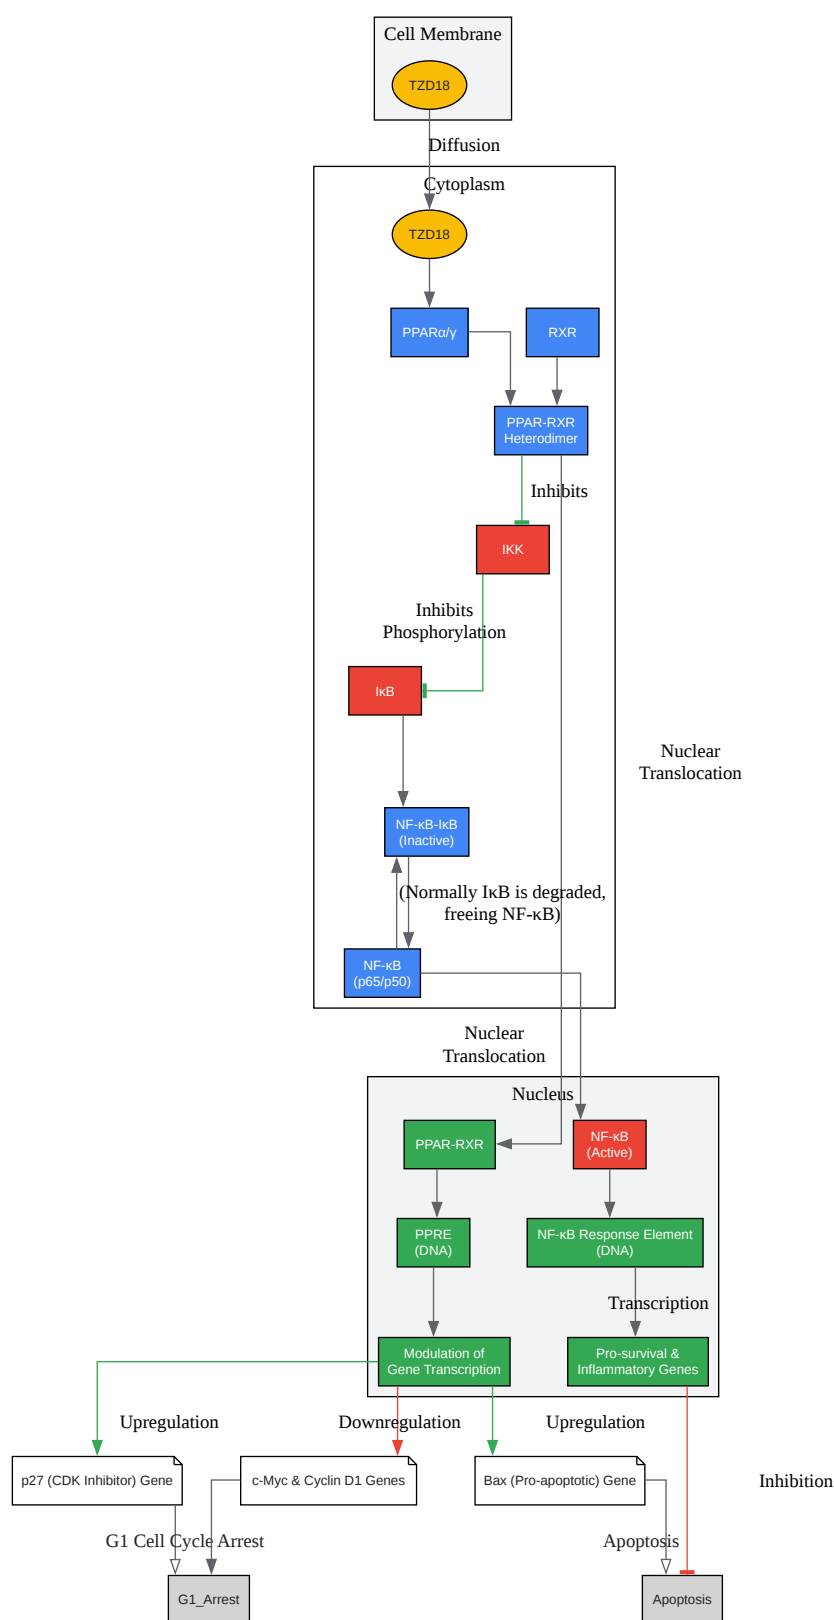 Cell Membrane
TZD18
Diffusion
Cytoplasm
TZD18
PPARα/γ
RXR
PPAR-RXR
Heterodimer
Inhibits
IKK
Inhibits
Phosphorylation
IκB
Nuclear
Translocation
NF-κB-IκB
(Inactive)
(Normally IκB is degraded,
freeing NF-κB)
NF-κB
(p65/p50)
Nuclear
Translocation
Nucleus
PPAR-RXR
NF-κB
(Active)
PPRE
(DNA)
NF-κB Response Element
(DNA)
Transcription
Modulation of
Gene Transcription
Pro-survival &
Inflammatory Genes
Upregulation
Downregulation
Upregulation
p27 (CDK Inhibitor) Gene
c-Myc & Cyclin D1 Genes
Bax (Pro-apoptotic) Gene
Inhibition
G1 Cell Cycle Arrest
Apoptosis
G1_Arrest
Apoptosis